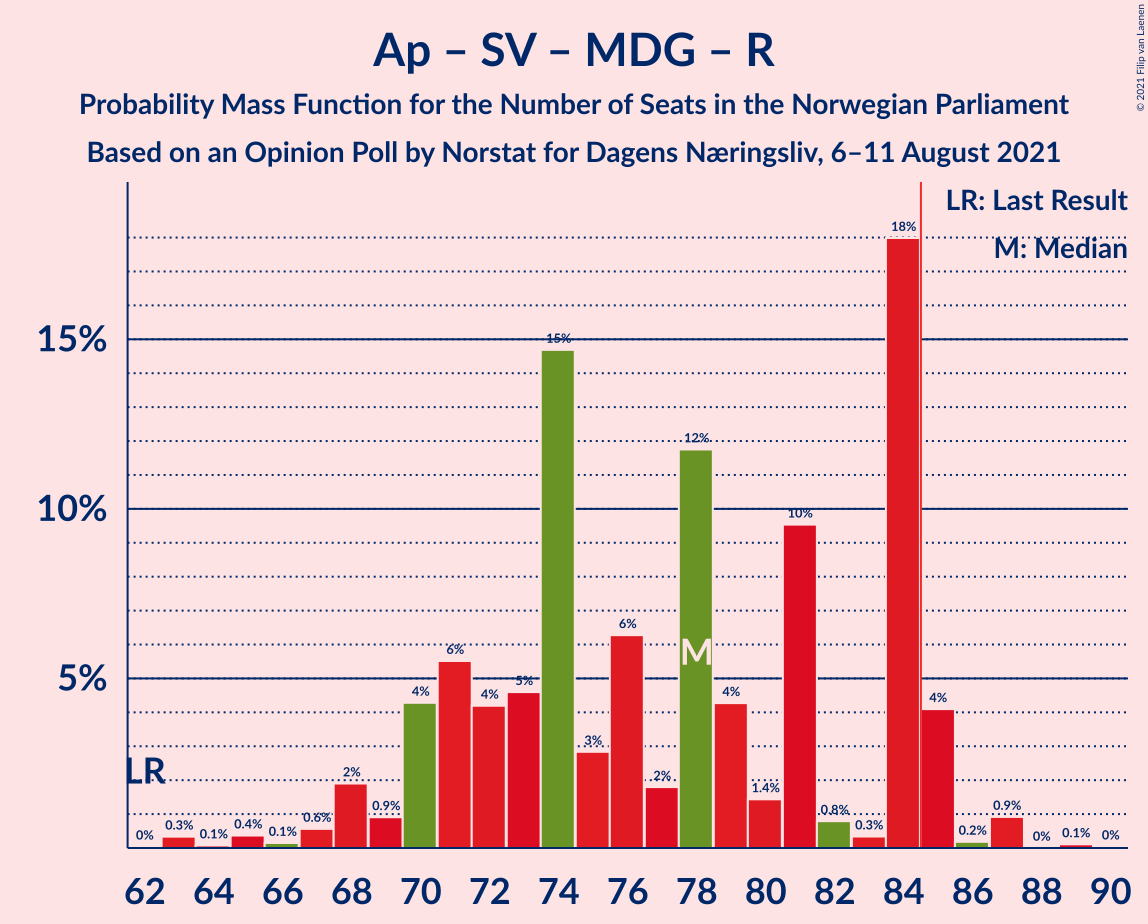 Ap – SV – MDG – R
Probability Mass Function for the Number of Seats in the Norwegian Parliament
Based on an Opinion Poll by Norstat for Dagens Næringsliv, 6–11 August 2021
© 2021 Filip van Laenen
LR: Last Result
M: Median
15%
10%
5%
LR
M
0% 0.3% 0.1% 0.4% 0.1% 0.6% 2% 0.9% 4% 6% 4% 5% 15% 3% 6% 2% 12% 4% 1.4% 10% 0.8% 0.3% 18% 4% 0.2% 0.9% 0% 0.1% 0%
62 64 66 68 70 72 74 76 78 80 82 84 86 88 90